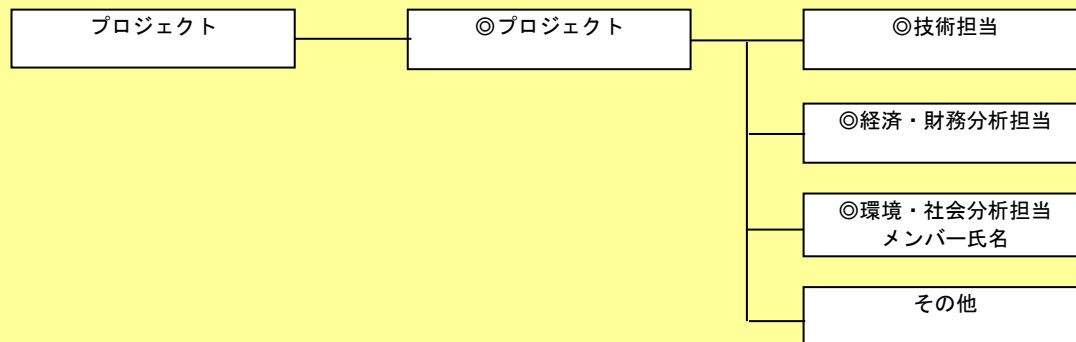 プロジェクト
◎プロジェクト
◎技術担当
◎経済・財務分析担当
◎環境・社会分析担当
メンバー氏名
その他